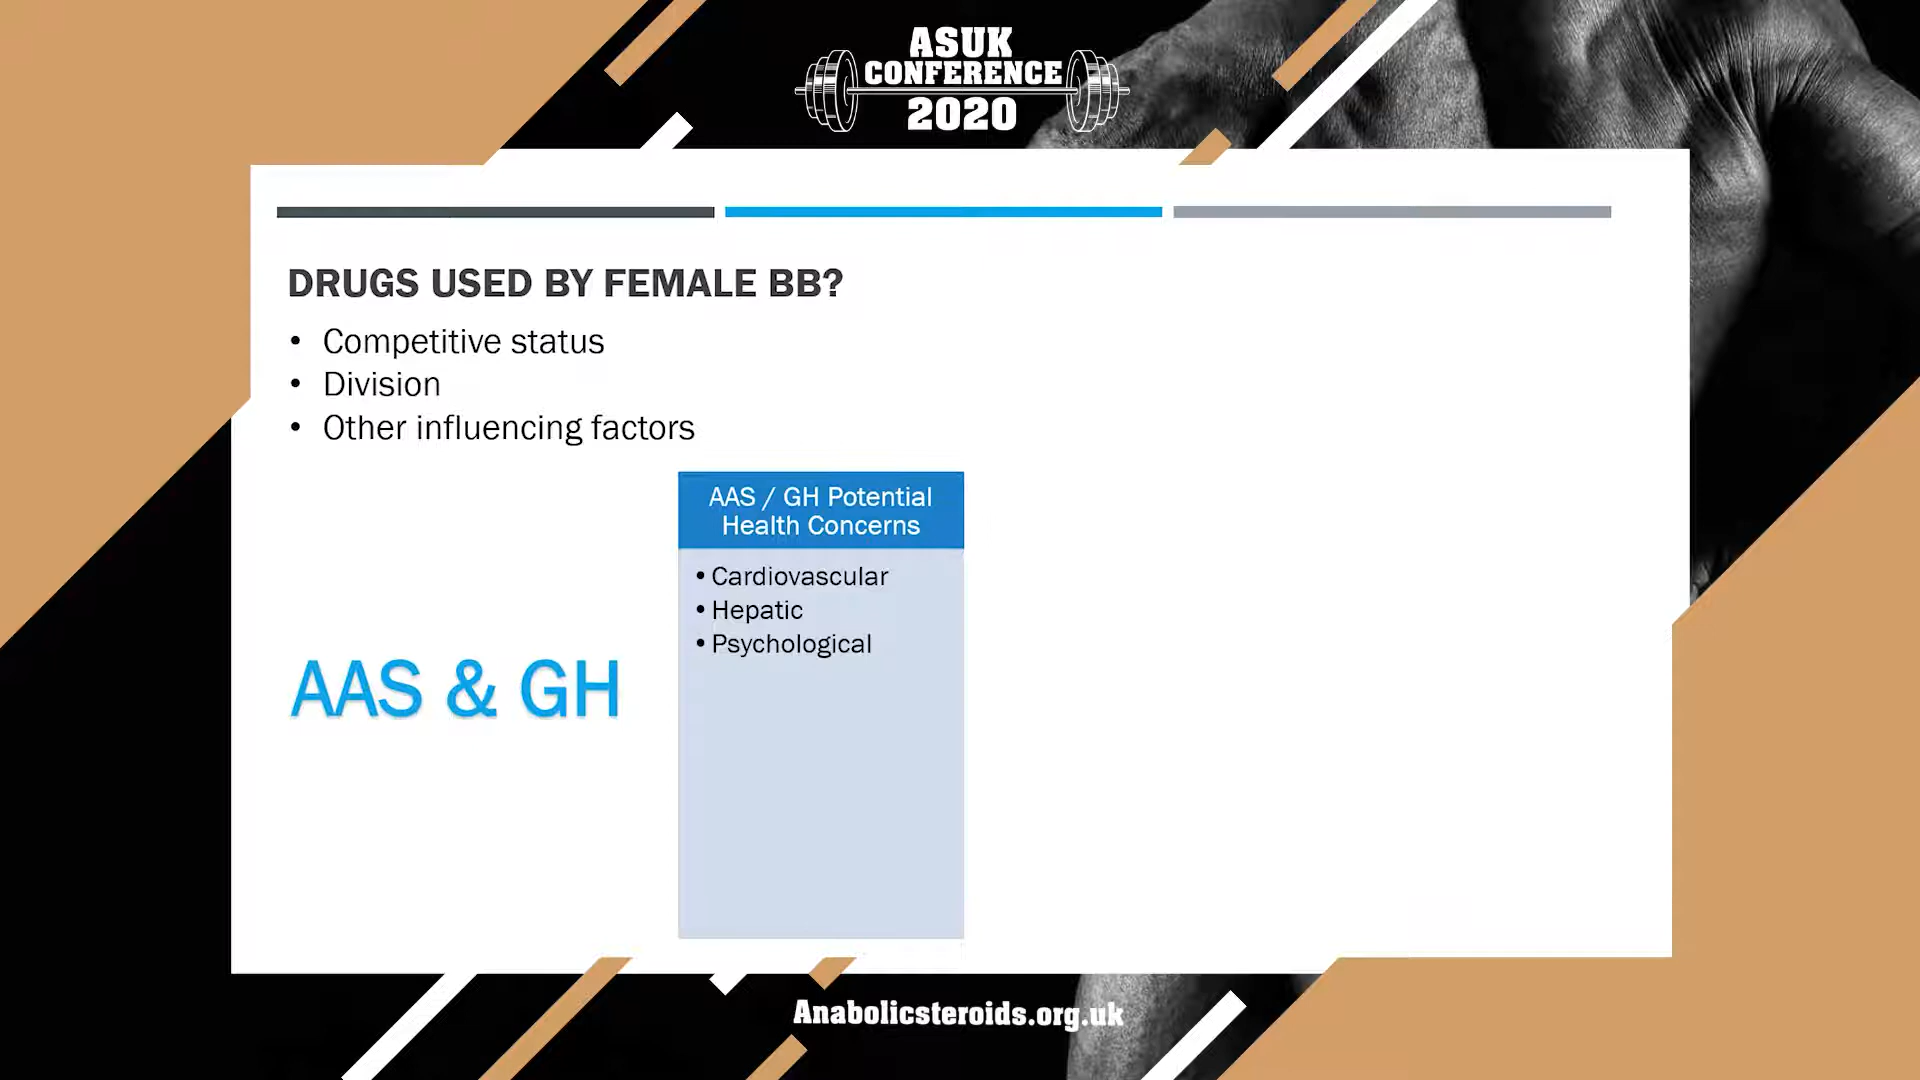 ASUK
CONFERENCE
2020
DRUGS USED BY FEMALE BB?
• Competitive status
• Division
• Other influencing factors
AAS / GH Potential
Health Concerns
• Cardiovascular
• Hepatic
• Psychological
AAS & GH
Anabolicsteroids.org.uk